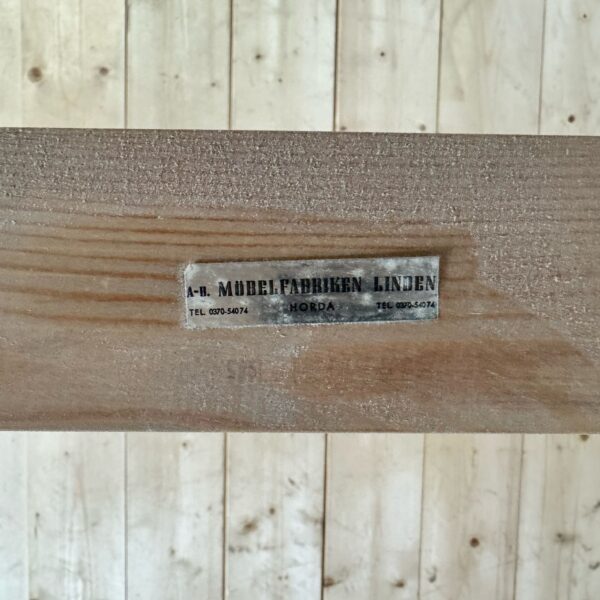 A-B. MÖBELFABRIKEN LINDEN
TEL. 0370-54074 HORDA TEL. 0370-54074